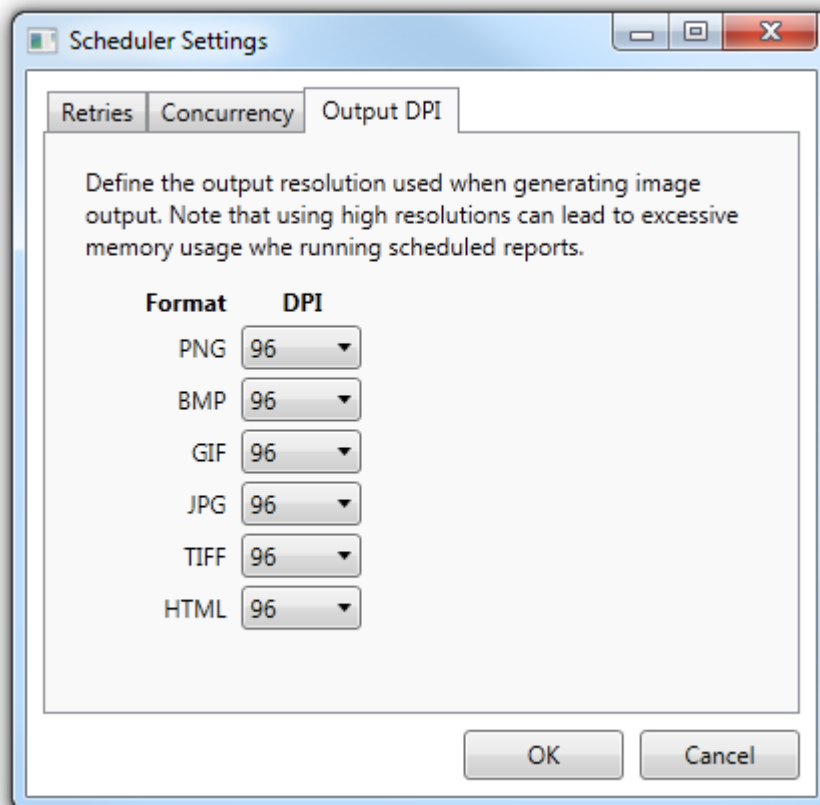 Scheduler Settings
Retries Concurrency Output DPI
Define the output resolution used when generating image
output. Note that using high resolutions can lead to excessive
memory usage whe running scheduled reports.
Format DPI
PNG 96
BMP 96
GIF 96
JPG 96
TIFF 96
HTML 96
OK Cancel